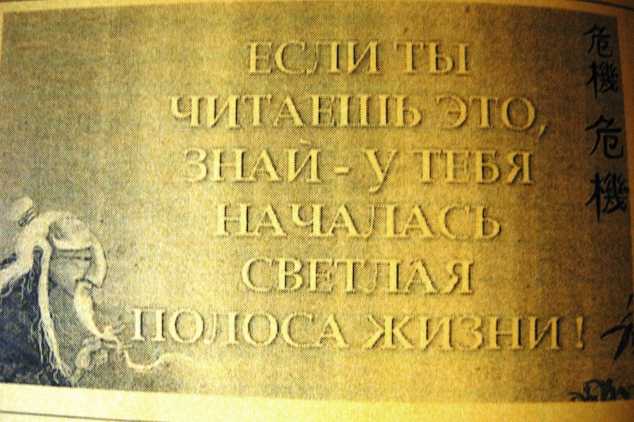 ЕСЛИ ТЫ
ЧИТАЕШЬ ЭТО,
ЗНАЙ - У ТЕБЯ
НАЧАЛАСЬ
СВЕТЛАЯ
ПОЛОСА ЖИЗНИ !
危機危機